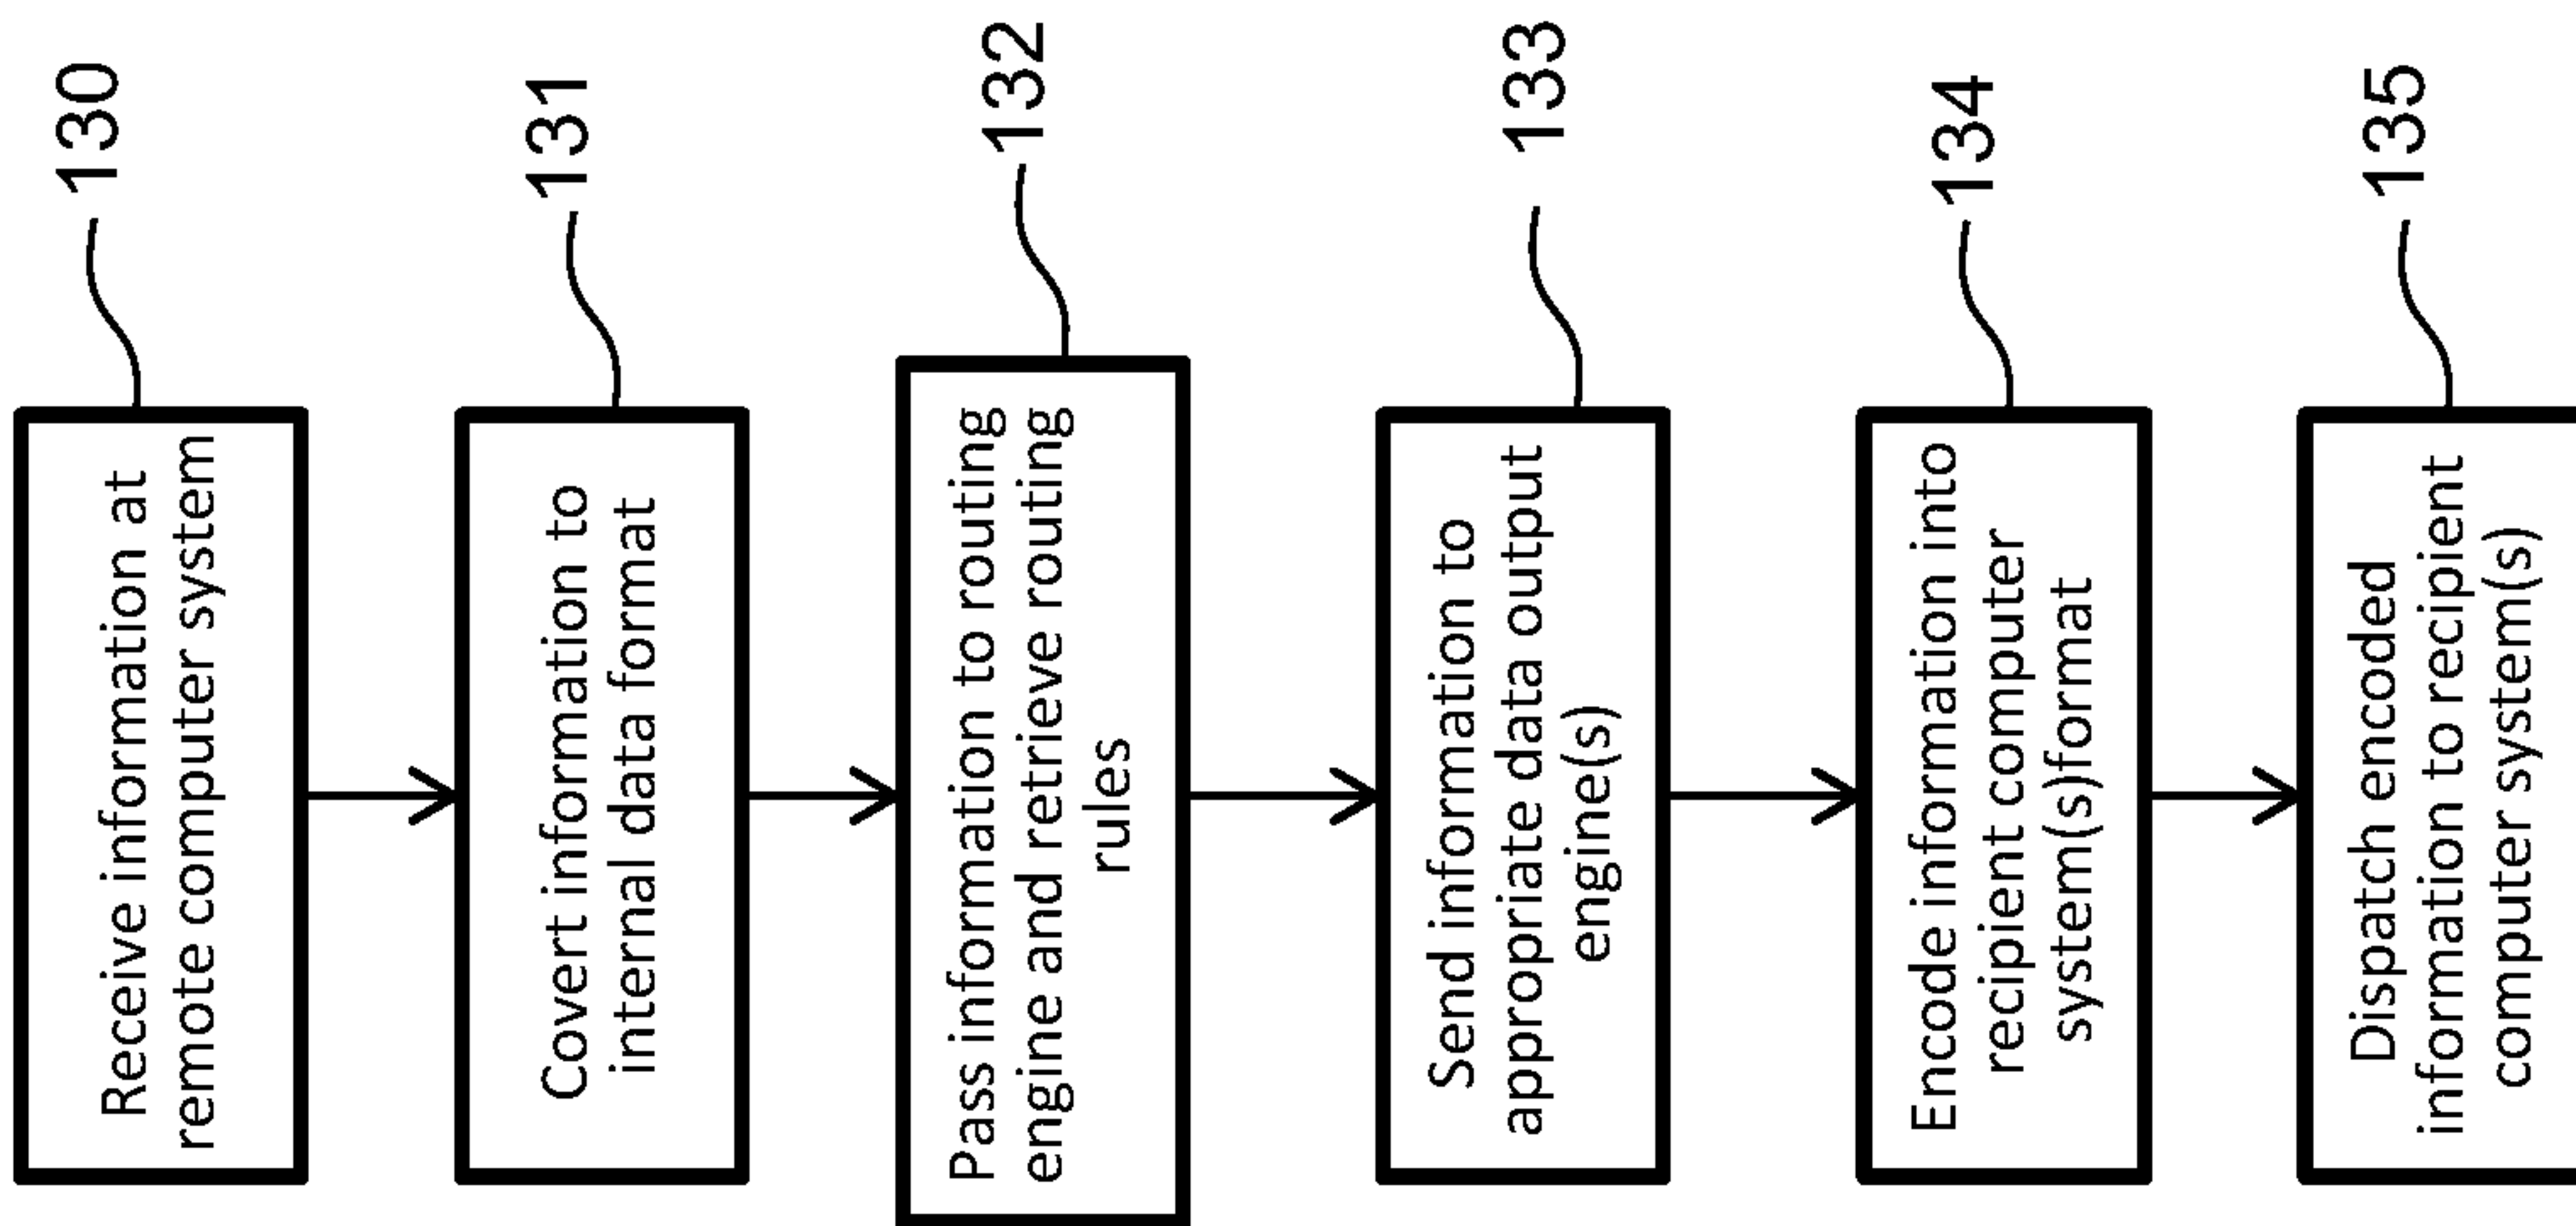 Receive information at
remote computer system
130
Covert information to
internal data format
131
Pass information to routing
engine and retrieve routing
rules
132
Send information to
appropriate data output
engine(s)
133
Encode information into
recipient computer
system(s)format
134
Dispatch encoded
information to recipient
computer system(s)
135